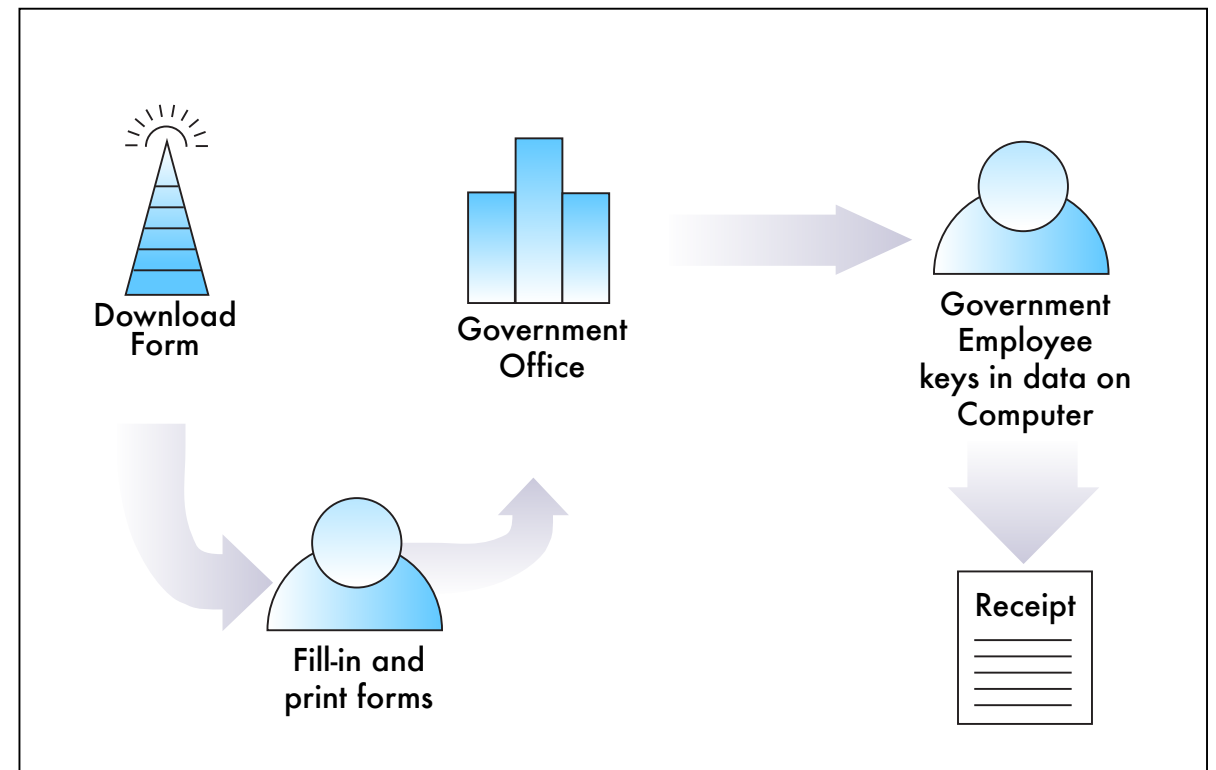 Download
Form
Government
Office
Government
Employee
keys in data on
Computer
Fill-in and
print forms
Receipt